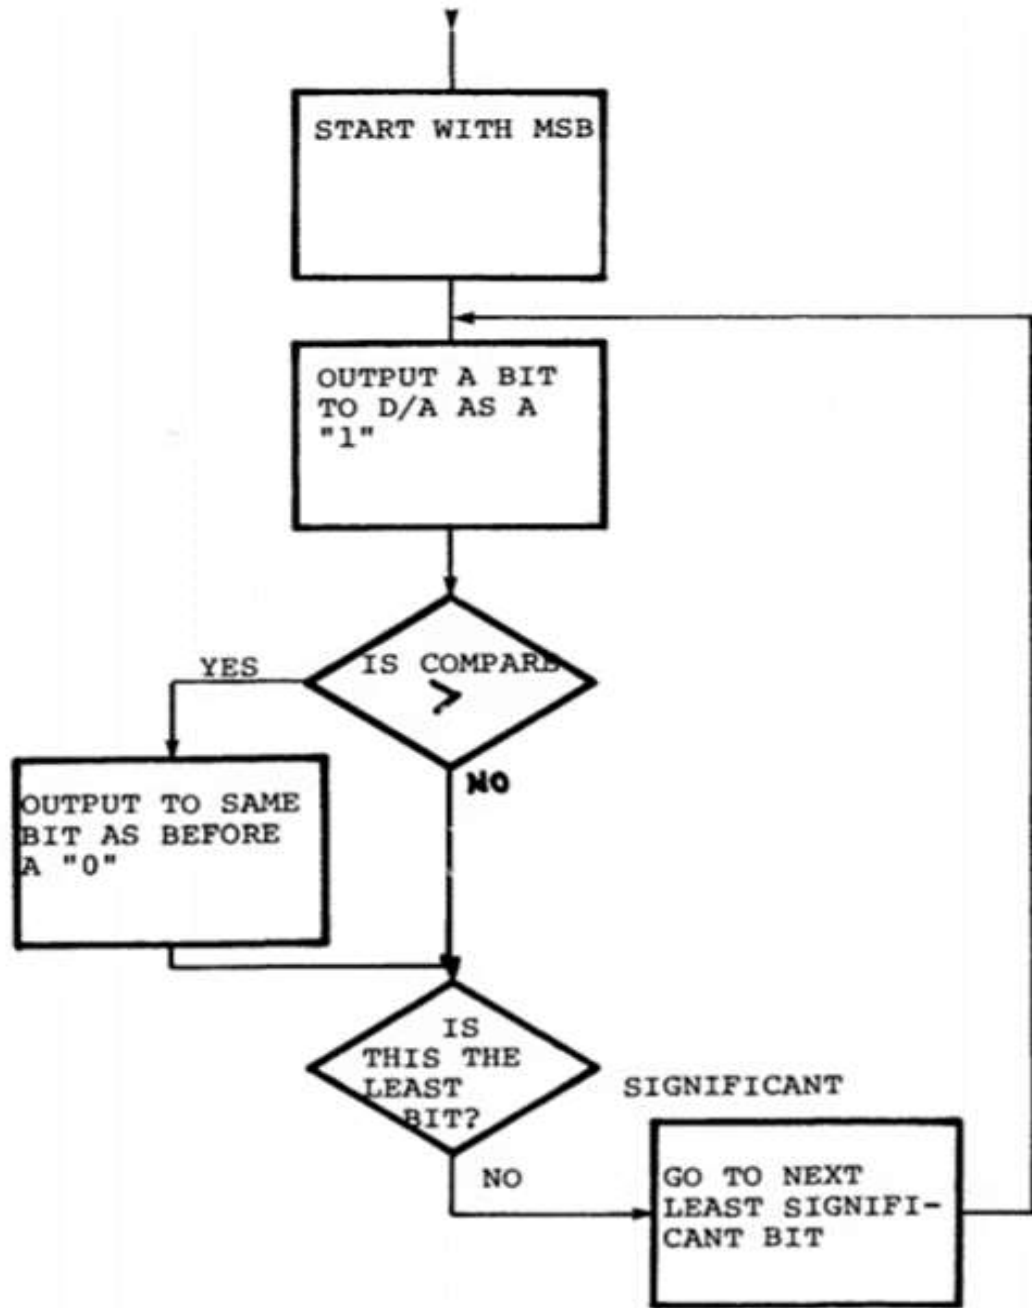 START WITH MSB
OUTPUT A BIT
TO D/A AS A
"1"
IS COMPARE
>
YES
NO
OUTPUT TO SAME
BIT AS BEFORE
A "0"
IS
THIS THE
LEAST
SIGNIFICANT
BIT?
NO
GO TO NEXT
LEAST SIGNIFI-
CANT BIT